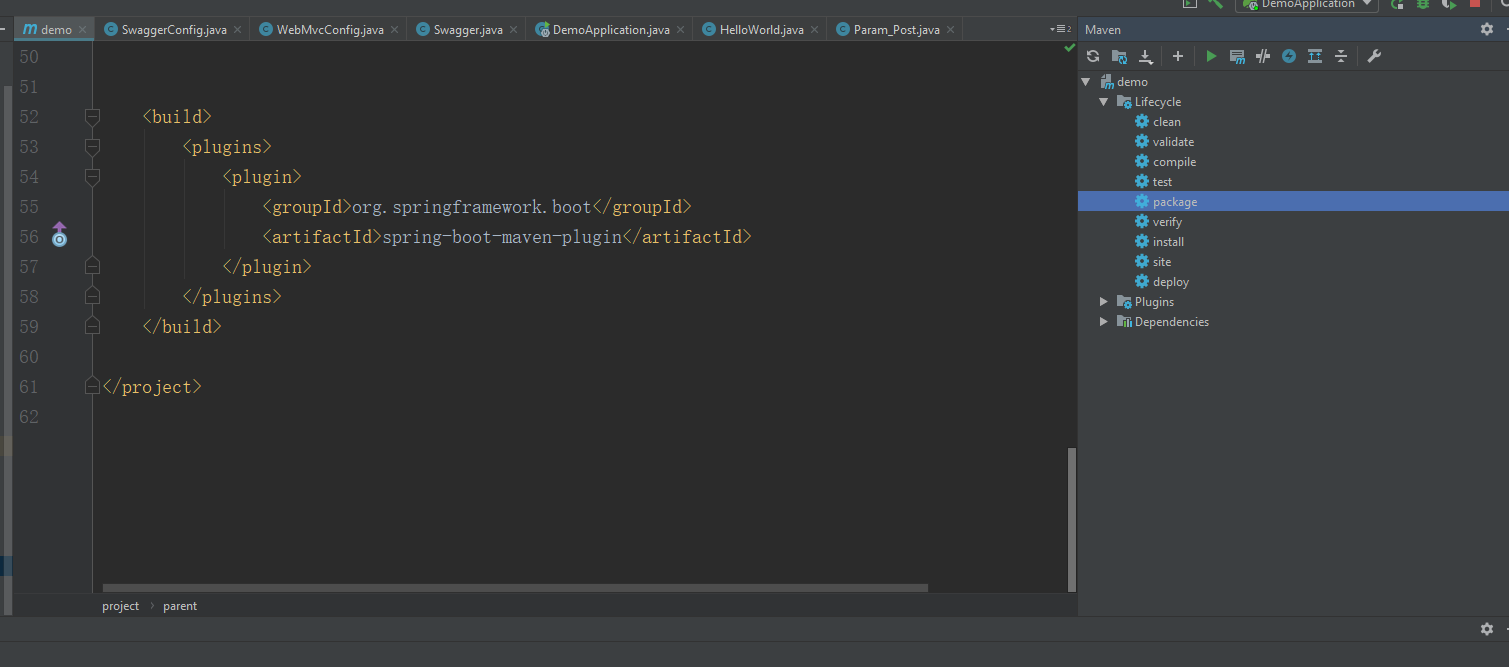 DemoApplication
demo
SwaggerConfig.java
WebMvcConfig.java
Swagger.java
DemoApplication.java
HelloWorld.java
Param_Post.java
2
Maven
50
51
52 <build>
53 <plugins>
54 <plugin>
55 <groupId>org.springframework.boot</groupId>
56 <artifactId>spring-boot-maven-plugin</artifactId>
57 </plugin>
58 </plugins>
59 </build>
60
61 </project>
62
project
parent
demo
Lifecycle
clean
validate
compile
test
package
verify
install
site
deploy
Plugins
Dependencies